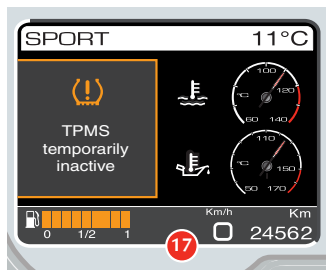 SPORT 11°C
TPMS
temporarily
inactive
100
°C 120
60 140
110
°C 150
50 170
0 1/2 1
Km/h Km
0 24562
17